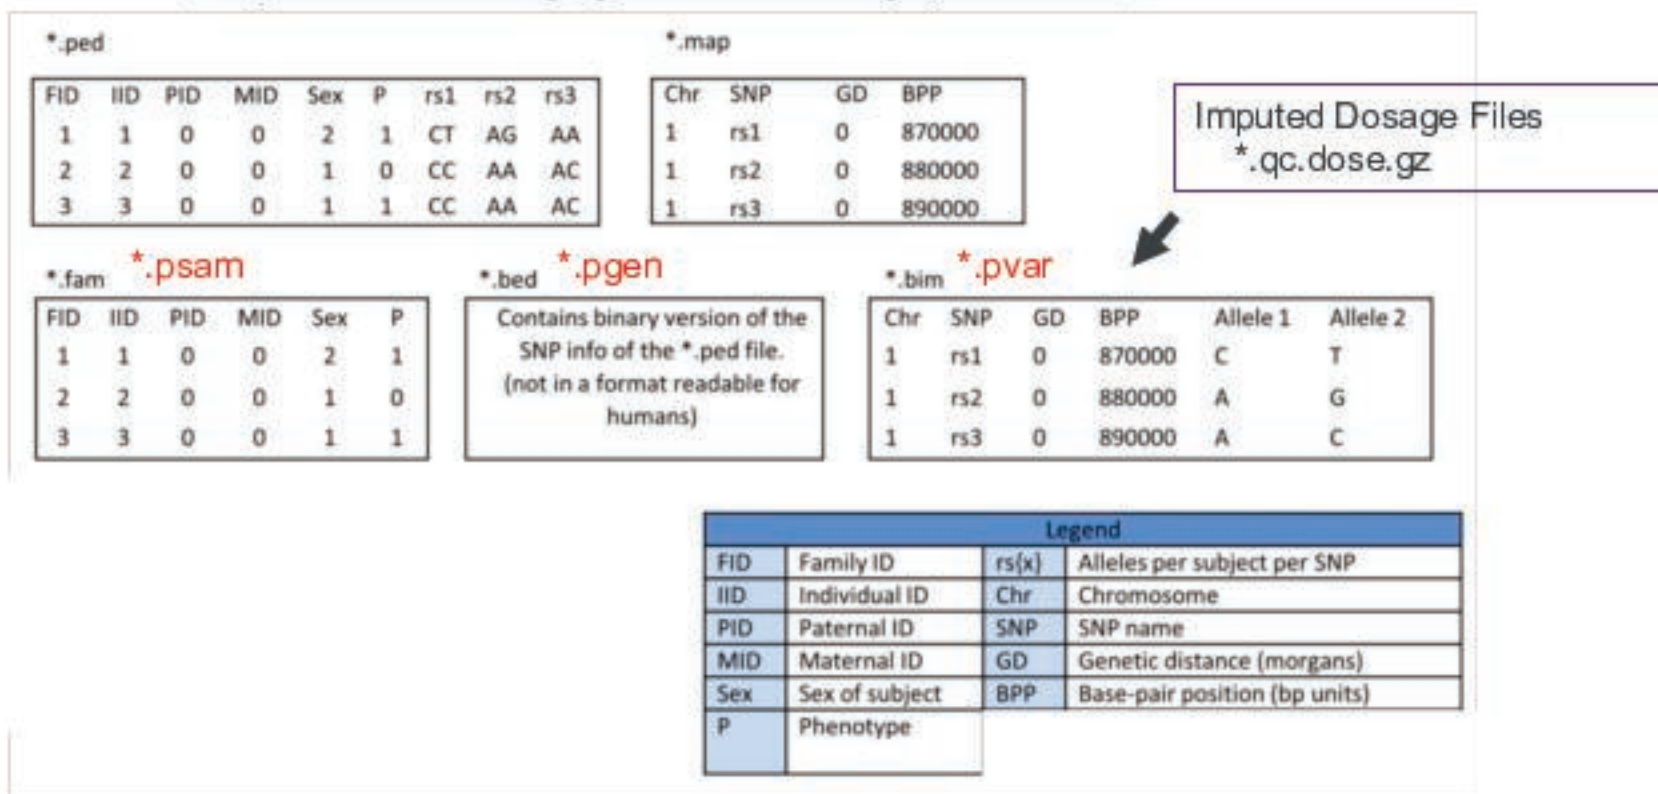 *.ped
FID IID PID MID Sex P rs1 rs2 rs3
1 1 0 0 2 1 CT AG AA
2 2 0 0 1 0 CC AA AC
3 3 0 0 1 1 CC AA AC
*.map
Chr SNP GD BPP
1 rs1 0 870000
1 rs2 0 880000
1 rs3 0 890000
Imputed Dosage Files
*.qc.dose.gz
*.fam *.psam
FID IID PID MID Sex P
1 1 0 0 2 1
2 2 0 0 1 0
3 3 0 0 1 1
*.bed *.pgen
Contains binary version of the
SNP info of the *.ped file.
(not in a format readable for
humans)
*.bim *.pvar
Chr SNP GD BPP Allele 1 Allele 2
1 rs1 0 870000 C T
1 rs2 0 880000 A G
1 rs3 0 890000 A C
Legend
FID Family ID rs{x} Alleles per subject per SNP
IID Individual ID Chr Chromosome
PID Paternal ID SNP SNP name
MID Maternal ID GD Genetic distance (morgans)
Sex Sex of subject BPP Base-pair position (bp units)
P Phenotype